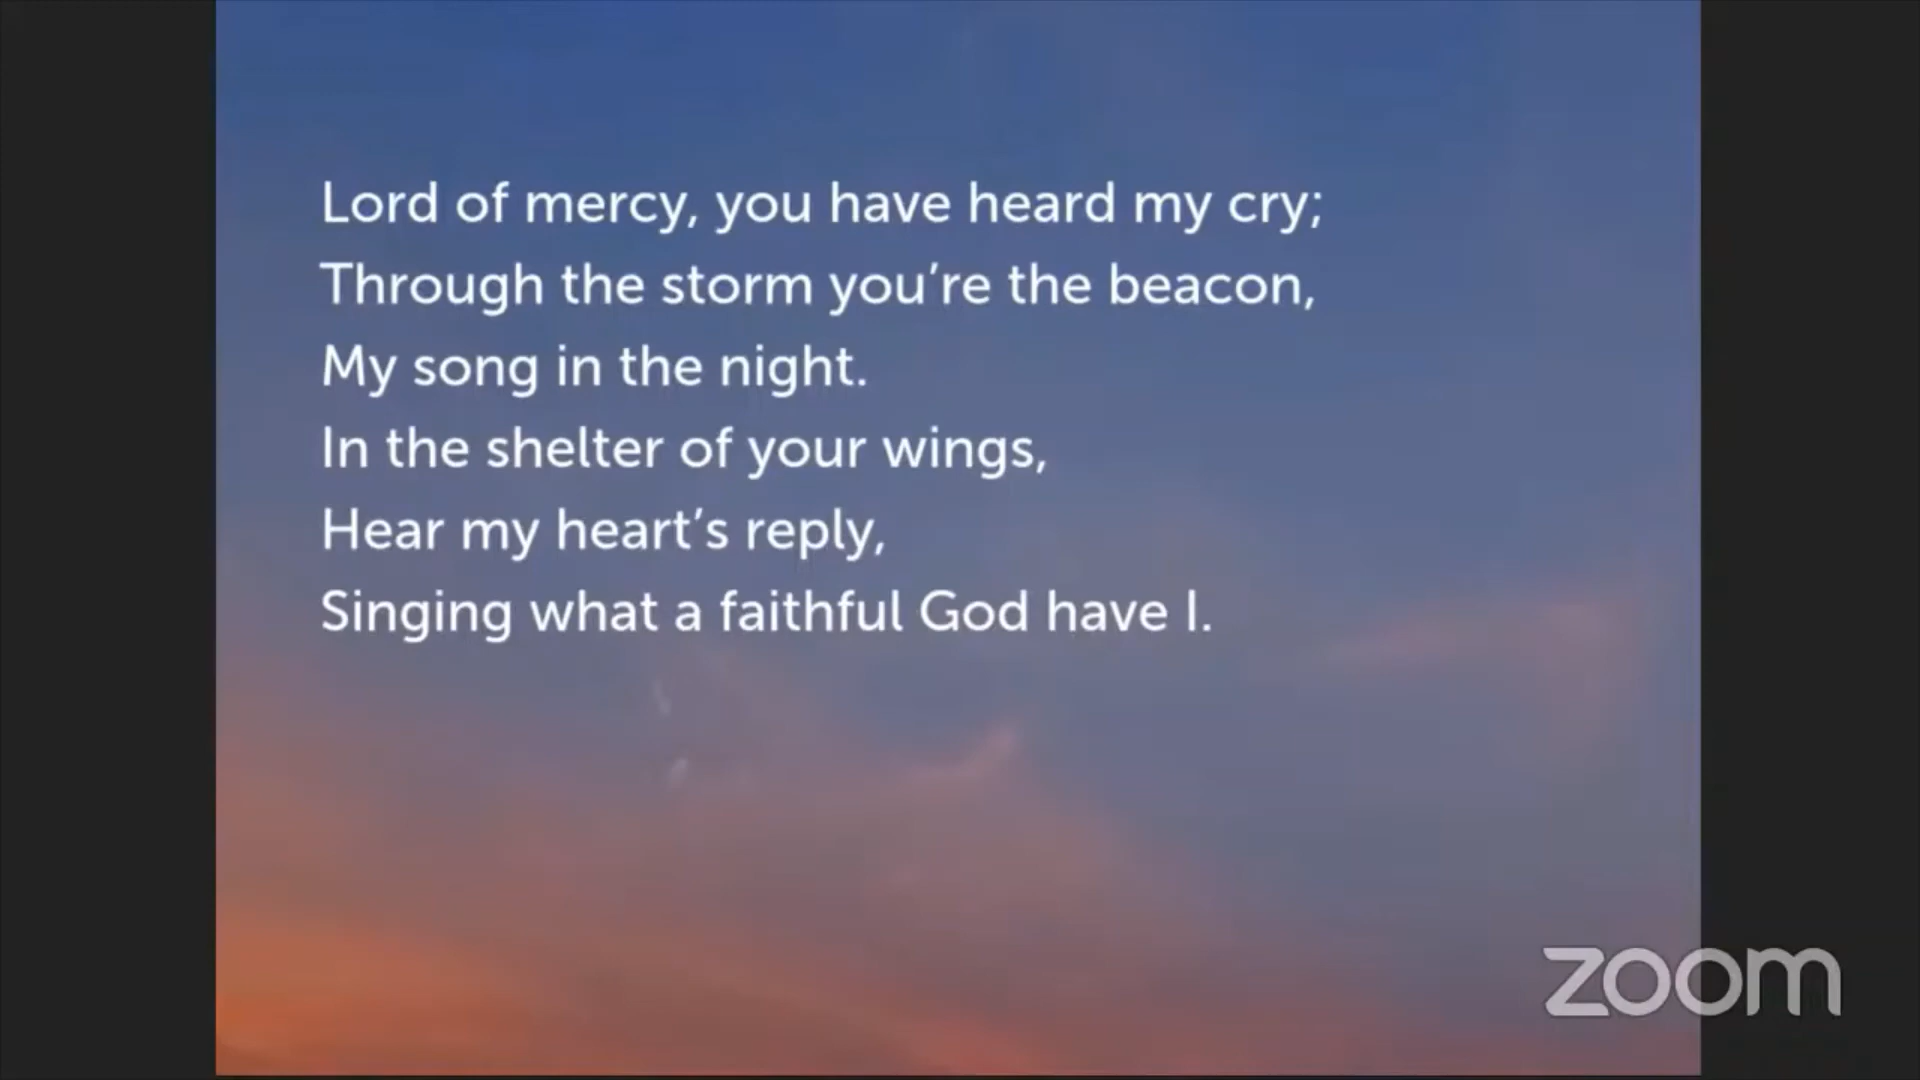 Lord of mercy, you have heard my cry;
Through the storm you’re the beacon,
My song in the night.
In the shelter of your wings,
Hear my heart’s reply,
Singing what a faithful God have I.
zoom